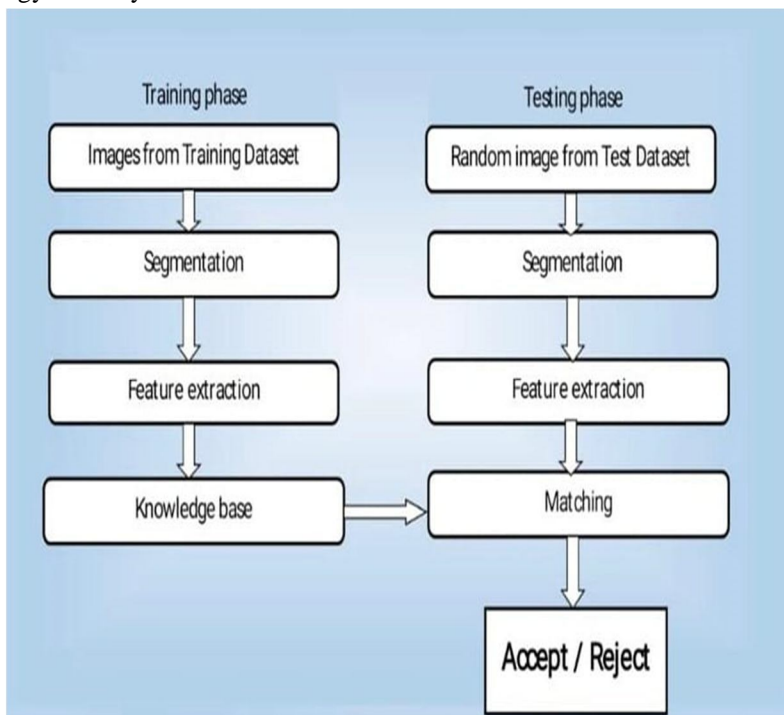 Training phase
Images from Training Dataset
Segmentation
Feature extraction
Knowledge base
Testing phase
Random image from Test Dataset
Segmentation
Feature extraction
Matching
Accept / Reject